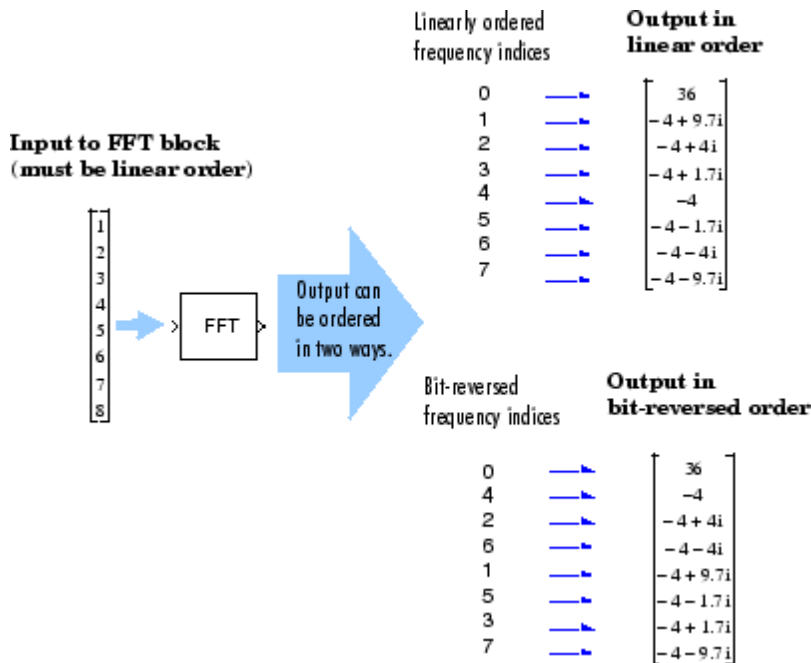 Input to FFT block
(must be linear order)
1
2
3
4
5
6
7
8
FFT
Output can
be ordered
in two ways.
Linearly ordered
frequency indices
0
1
2
3
4
5
6
7
Output in
linear order
36
-4 + 9.7i
-4 + 4i
-4 + 1.7i
-4
-4 - 1.7i
-4 - 4i
-4 - 9.7i
Bit-reversed
frequency indices
0
4
2
6
1
5
3
7
Output in
bit-reversed order
36
-4
-4 + 4i
-4 - 4i
-4 + 9.7i
-4 - 1.7i
-4 + 1.7i
-4 - 9.7i